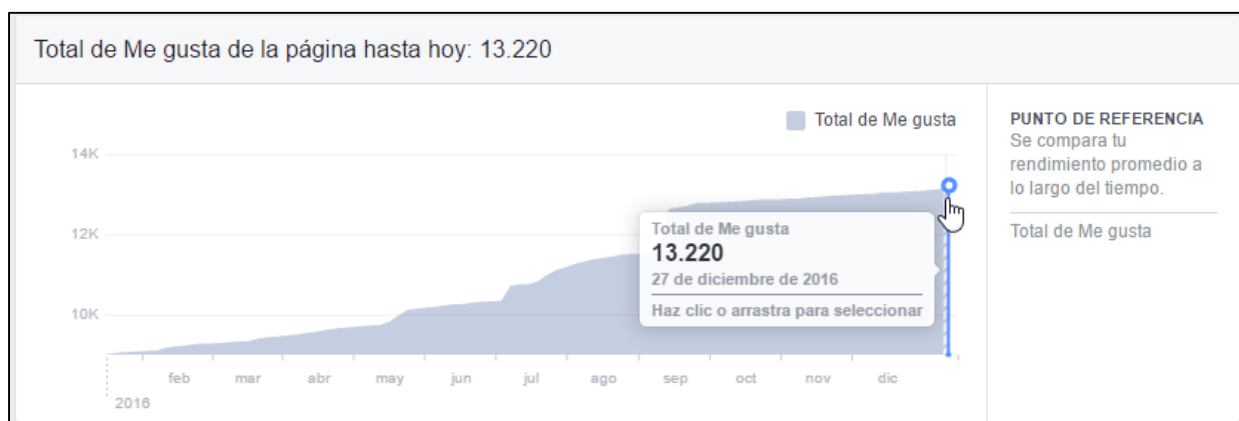 Total de Me gusta de la página hasta hoy: 13.220
Total de Me gusta
14K
12K
10K
Total de Me gusta
13.220
27 de diciembre de 2016
Haz clic o arrastra para seleccionar
feb mar abr may jun jul ago sep oct nov dic
2016
PUNTO DE REFERENCIA
Se compara tu
rendimiento promedio a
lo largo del tiempo.
Total de Me gusta